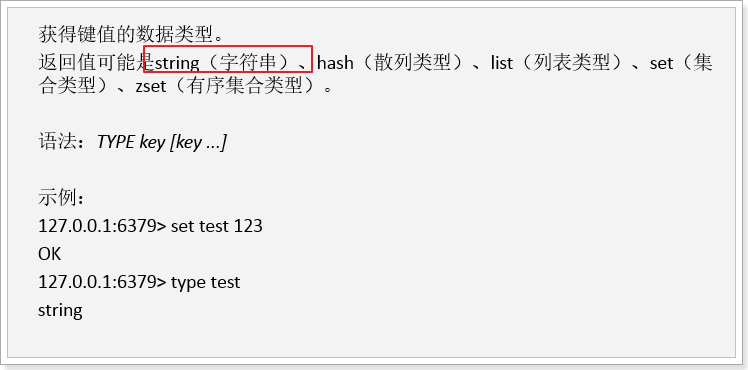 获得键值的数据类型。
返回值可能是string（字符串）、hash（散列类型）、list（列表类型）、set（集
合类型）、zset（有序集合类型）。
语法：TYPE key [key ...]
示例：
127.0.0.1:6379> set test 123
OK
127.0.0.1:6379> type test
string